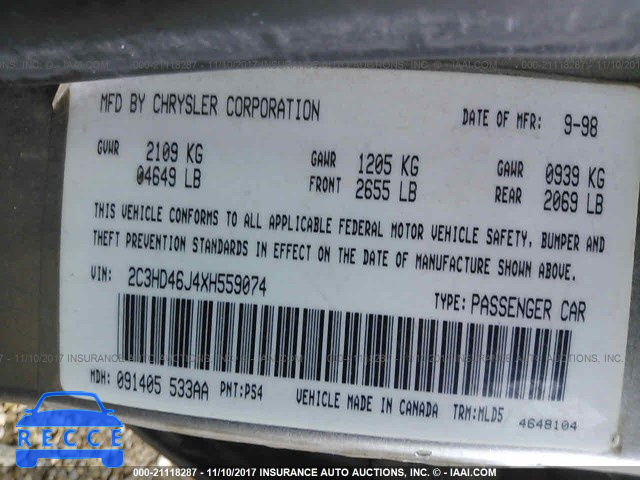 MFD BY CHRYSLER CORPORATION DATE OF MFR: 9-98
GVWR 2109 KG GAWR 1205 KG GAWR 0939 KG
04649 LB FRONT 2655 LB REAR 2069 LB
THIS VEHICLE CONFORMS TO ALL APPLICABLE FEDERAL MOTOR VEHICLE SAFETY, BUMPER AND
THEFT PREVENTION STANDARDS IN EFFECT ON THE DATE OF MANUFACTURE SHOWN ABOVE.
VIN: 2C3HD46J4XH559074 TYPE: PASSENGER CAR
MDH: 091405 533AA PNT:PS4 VEHICLE MADE IN CANADA TRM:MLD5 4648104
RECCE
000-21118287 - 11/10/2017 INSURANCE AUTO AUCTIONS, INC. - © IAAI.COM